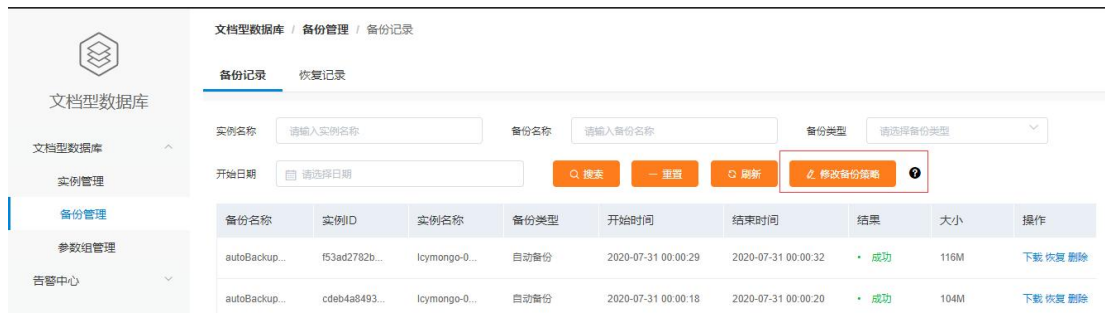 文档型数据库 / 备份管理 / 备份记录
备份记录 恢复记录
文档型数据库
实例名称 请输入实例名称 备份名称 请输入备份名称 备份类型 请选择备份类型
文档型数据库
开始日期 请选择日期 搜索 重置 刷新 修改备份策略 ?
实例管理
备份管理
参数组管理
告警中心
备份名称 实例ID 实例名称 备份类型 开始时间 结束时间 结果 大小 操作
autoBackup... f53ad2782b... lcymongo-0... 自动备份 2020-07-31 00:00:29 2020-07-31 00:00:32 成功 116M 下载 恢复 删除
autoBackup... cdeb4a8493... lcymongo-0... 自动备份 2020-07-31 00:00:18 2020-07-31 00:00:20 成功 104M 下载 恢复 删除